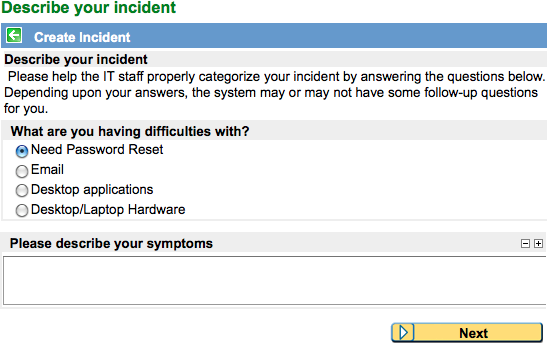 Describe your incident
Create Incident
Describe your incident
Please help the IT staff properly categorize your incident by answering the questions below.
Depending upon your answers, the system may or may not have some follow-up questions
for you.
What are you having difficulties with?
Need Password Reset
Email
Desktop applications
Desktop/Laptop Hardware
Please describe your symptoms
Next